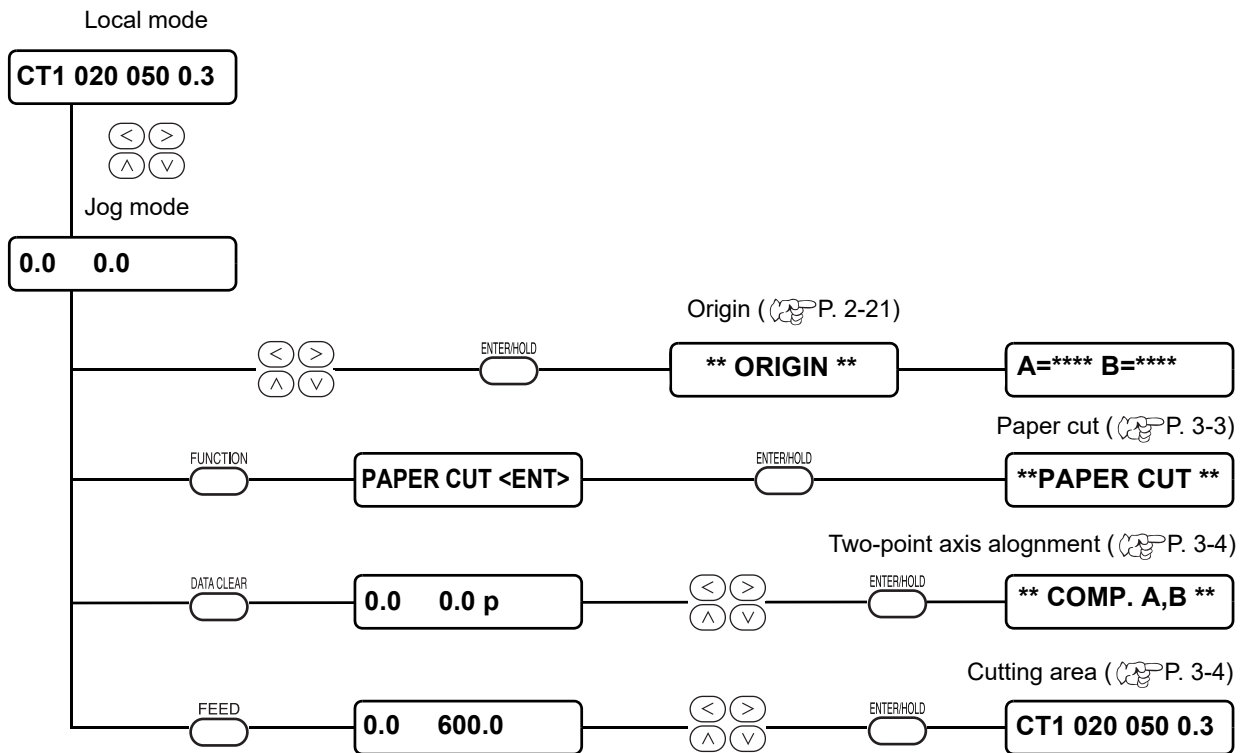 Local mode
CT1 020 050 0.3
< >
∧ ∨
Jog mode
0.0 0.0
Origin ( P. 2-21)
< >
∧ ∨
ENTER/HOLD
** ORIGIN **
A=**** B=****
Paper cut ( P. 3-3)
FUNCTION
PAPER CUT <ENT>
ENTER/HOLD
**PAPER CUT **
Two-point axis alognment ( P. 3-4)
DATA CLEAR
0.0 0.0 p
< >
∧ ∨
ENTER/HOLD
** COMP. A,B **
Cutting area ( P. 3-4)
FEED
0.0 600.0
< >
∧ ∨
ENTER/HOLD
CT1 020 050 0.3